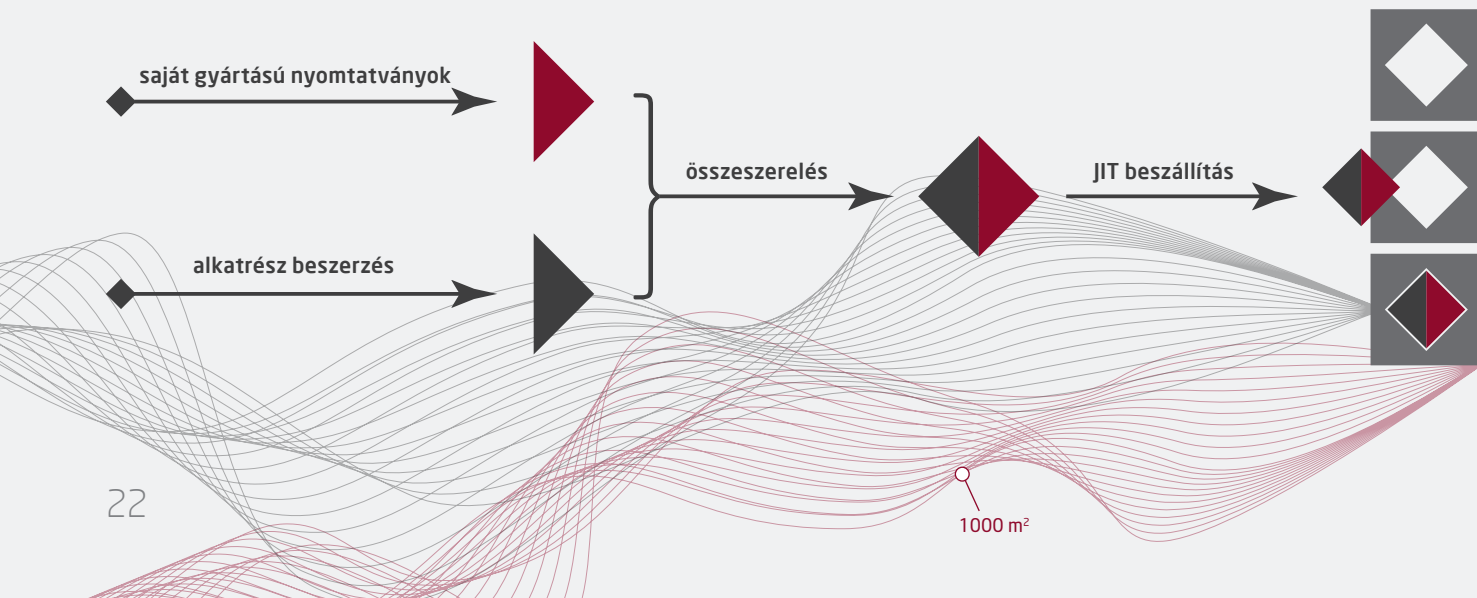 saját gyártású nyomtatványok
összeszerelés
JIT beszállítás
alkatrész beszerzés
22
1000 m²